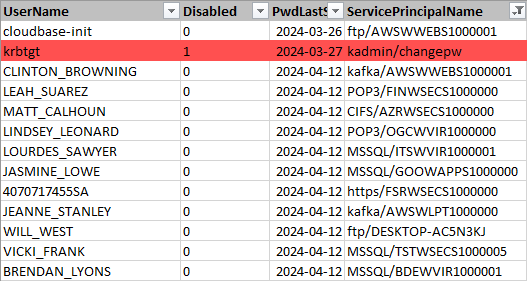 UserName Disabled PwdLastS ServicePrincipalName
cloudbase-init 0 2024-03-26 ftp/AWSWWEBS1000001
krbtgt 1 2024-03-27 kadmin/changepw
CLINTON_BROWNING 0 2024-04-12 kafka/AWSWWEBS1000001
LEAH_SUAREZ 0 2024-04-12 POP3/FINWSECS1000000
MATT_CALHOUN 0 2024-04-12 CIFS/AZRWSECS1000000
LINDSEY_LEONARD 0 2024-04-12 POP3/OGCWVIR1000000
LOURDES_SAWYER 0 2024-04-12 MSSQL/ITSWVIR1000001
JASMINE_LOWE 0 2024-04-12 MSSQL/GOOWAPPS1000000
4070717455SA 0 2024-04-12 https/FSRWSECS1000000
JEANNE_STANLEY 0 2024-04-12 kafka/AWSWLPT1000000
WILL_WEST 0 2024-04-12 ftp/DESKTOP-AC5N3KJ
VICKI_FRANK 0 2024-04-12 MSSQL/TSTWSECS1000005
BRENDAN_LYONS 0 2024-04-12 MSSQL/BDEWVIR1000001